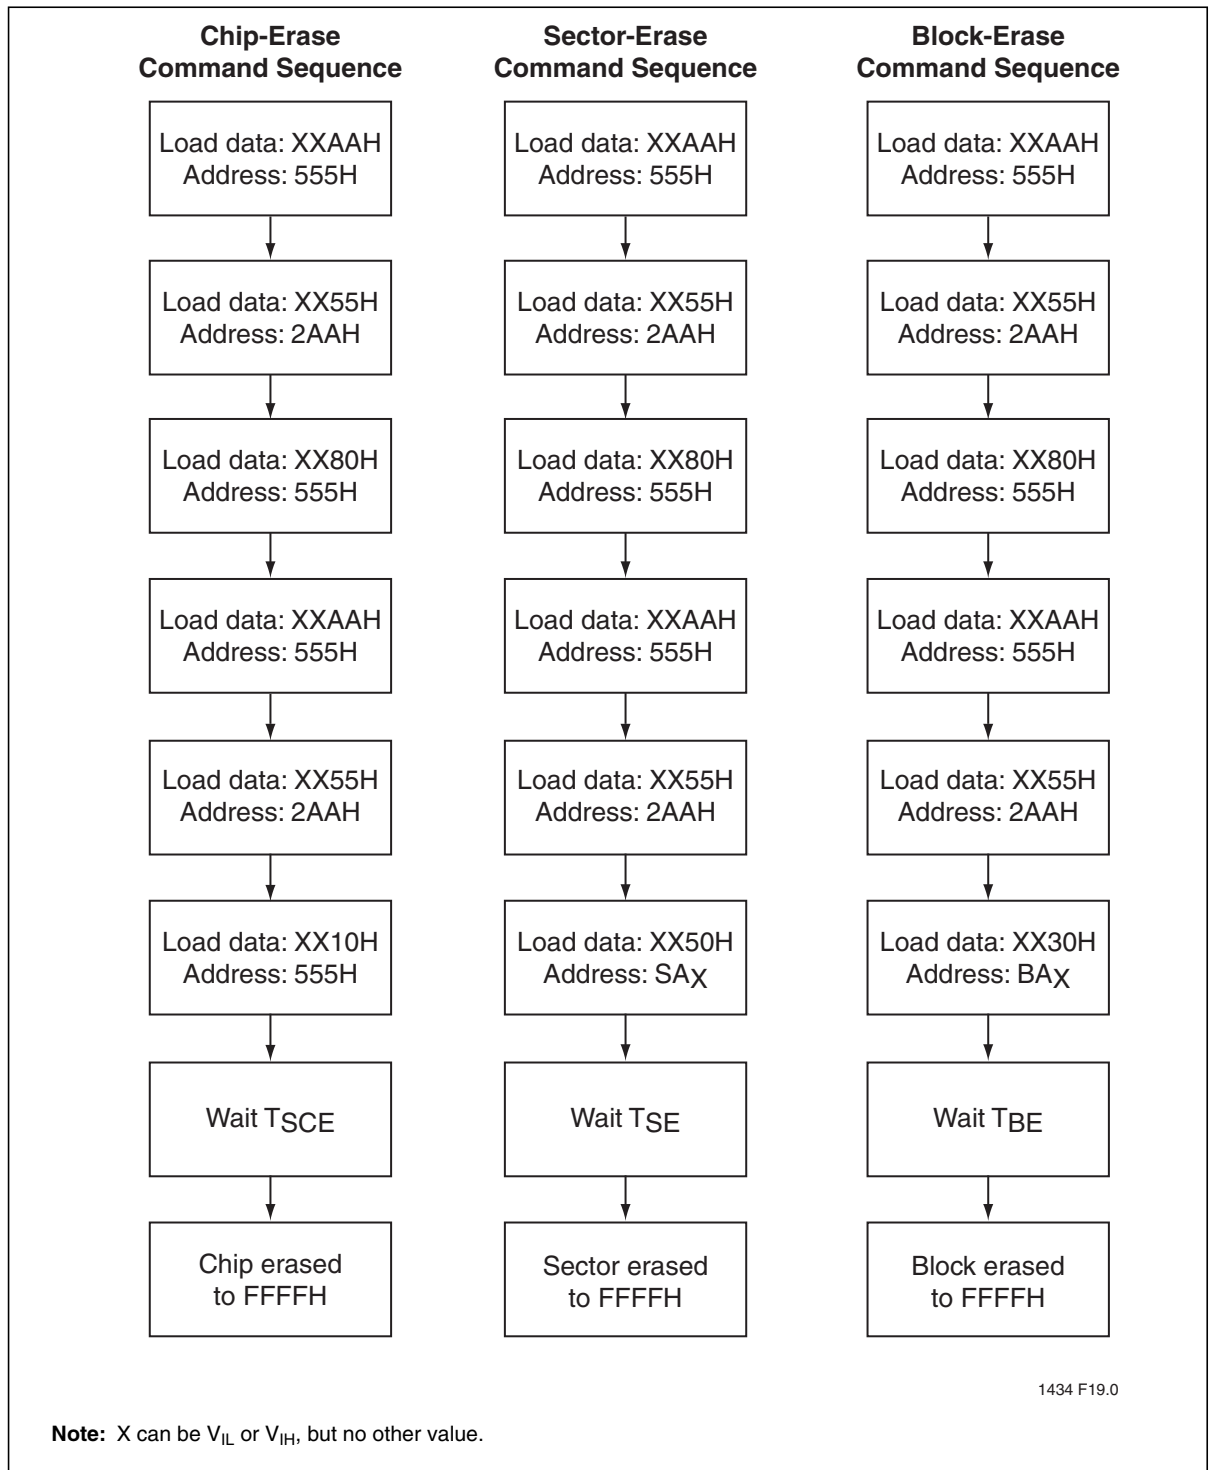 Chip-Erase
Command Sequence
Load data: XXAAH
Address: 555H
Load data: XX55H
Address: 2AAH
Load data: XX80H
Address: 555H
Load data: XXAAH
Address: 555H
Load data: XX55H
Address: 2AAH
Load data: XX10H
Address: 555H
Wait TSCE
Chip erased
to FFFFH
Sector-Erase
Command Sequence
Load data: XXAAH
Address: 555H
Load data: XX55H
Address: 2AAH
Load data: XX80H
Address: 555H
Load data: XXAAH
Address: 555H
Load data: XX55H
Address: 2AAH
Load data: XX50H
Address: SAX
Wait TSE
Sector erased
to FFFFH
Block-Erase
Command Sequence
Load data: XXAAH
Address: 555H
Load data: XX55H
Address: 2AAH
Load data: XX80H
Address: 555H
Load data: XXAAH
Address: 555H
Load data: XX55H
Address: 2AAH
Load data: XX30H
Address: BAX
Wait TBE
Block erased
to FFFFH
1434 F19.0
Note: X can be VIL or VIH, but no other value.